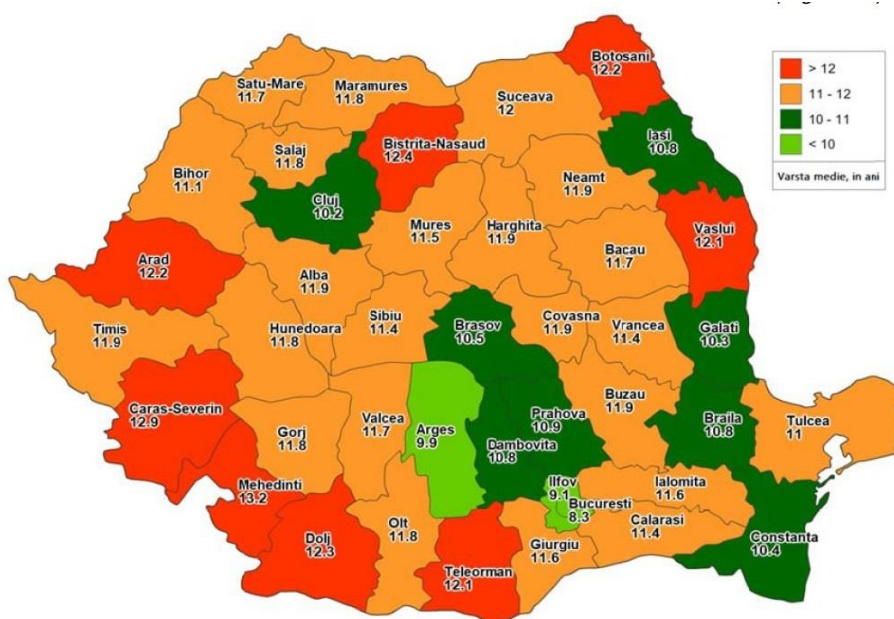 Botosani
12.2
> 12
11 - 12
10 - 11
< 10
Varsta medie, in ani
Satu-Mare
11.7
Maramures
11.8
Suceava
12
Iasi
10.8
Bistrita-Nasaud
12.4
Salaj
11.8
Bihor
11.1
Cluj
10.2
Neamt
11.9
Mures
11.5
Harghita
11.9
Vaslui
12.1
Bacau
11.7
Arad
12.2
Alba
11.9
Timis
11.9
Hunedoara
11.8
Sibiu
11.4
Brasov
10.5
Covasna
11.9
Vrancea
11.4
Galati
10.3
Caras-Severin
12.9
Gorj
11.8
Valcea
11.7
Arges
9.9
Prahova
10.9
Dambovita
10.8
Buzau
11.9
Braila
10.8
Tulcea
11
Mehedinti
13.2
Ilfov
9.1
Bucuresti
8.3
Ialomita
11.6
Calarasi
11.4
Dolj
12.3
Olt
11.8
Teleorman
12.1
Giurgiu
11.6
Constanta
10.4